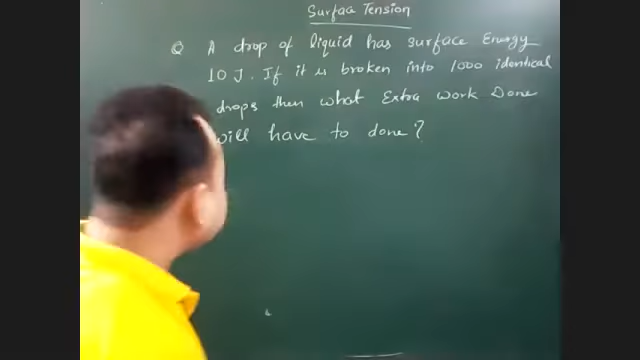 Surface Tension
Q A drop of liquid has surface Energy
10 J. If it is broken into 1000 identical
drops then what Extra work Done
will have to done?